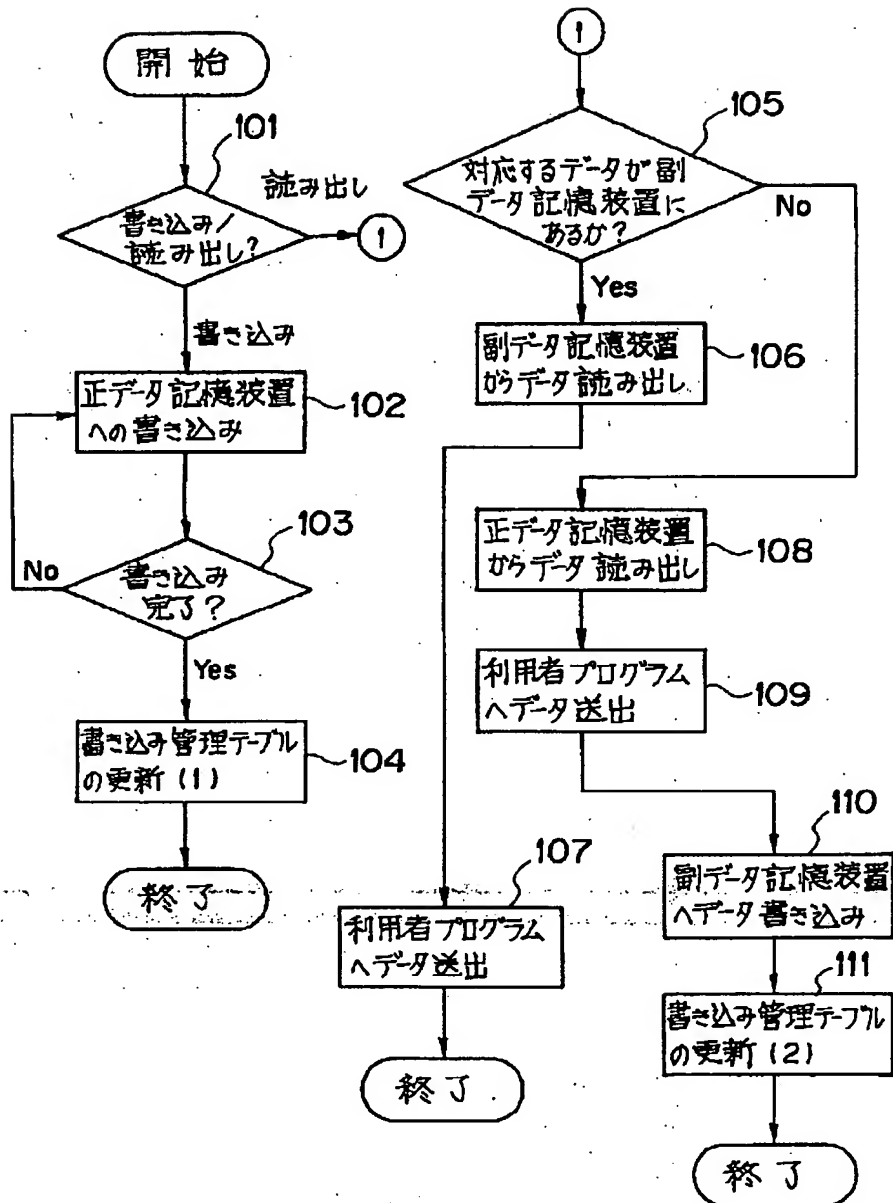 開始
101
書き込み/
読み出し?
読み出し
1
書き込み
正データ記憶装置
への書き込み
102
103
書き込み
完了?
No
Yes
書き込み管理テーブル
の更新(1)
104
終了
1
105
対応するデータが副
データ記憶装置に
あるか?
No
Yes
副データ記憶装置
からデータ読み出し
106
正データ記憶装置
からデータ読み出し
108
利用者プログラム
へデータ送出
109
107
利用者プログラム
へデータ送出
終了
110
副データ記憶装置
へデータ書き込み
111
書き込み管理テーブル
の更新(2)
終了